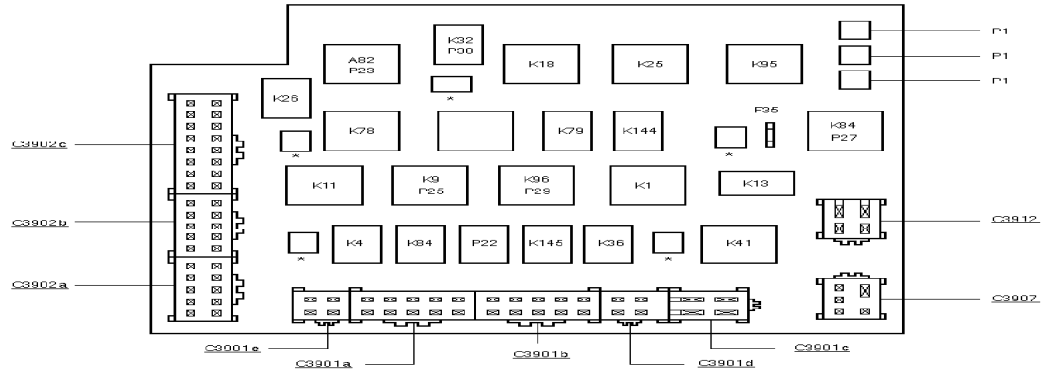 K32
P30
P1
A82
P23
K18
K25
K95
P1
P1
K26
*
F35
K78
K79
K144
K84
P27
C3902c
*
*
K11
K9
P25
K96
P29
K1
K13
C3902b
C3912
K4
K84
P22
K145
K36
K41
*
*
C3902a
C3907
C3901e
C3901a
C3901b
C3901d
C3901c